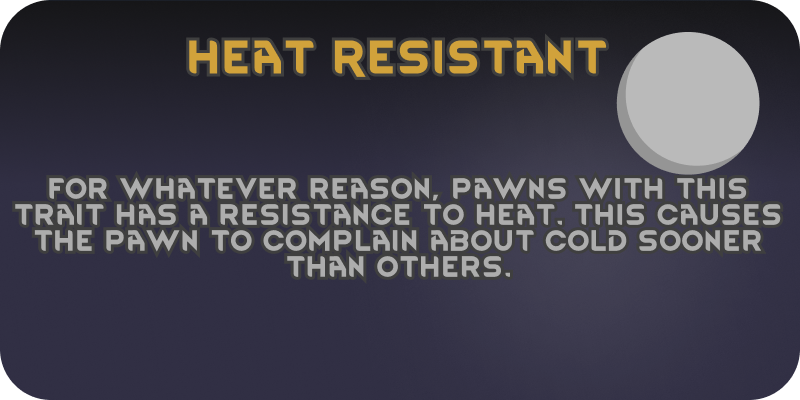 HEAT RESISTANT
FOR WHATEVER REASON, PAWNS WITH THIS
TRAIT HAS A RESISTANCE TO HEAT. THIS CAUSES
THE PAWN TO COMPLAIN ABOUT COLD SOONER
THAN OTHERS.